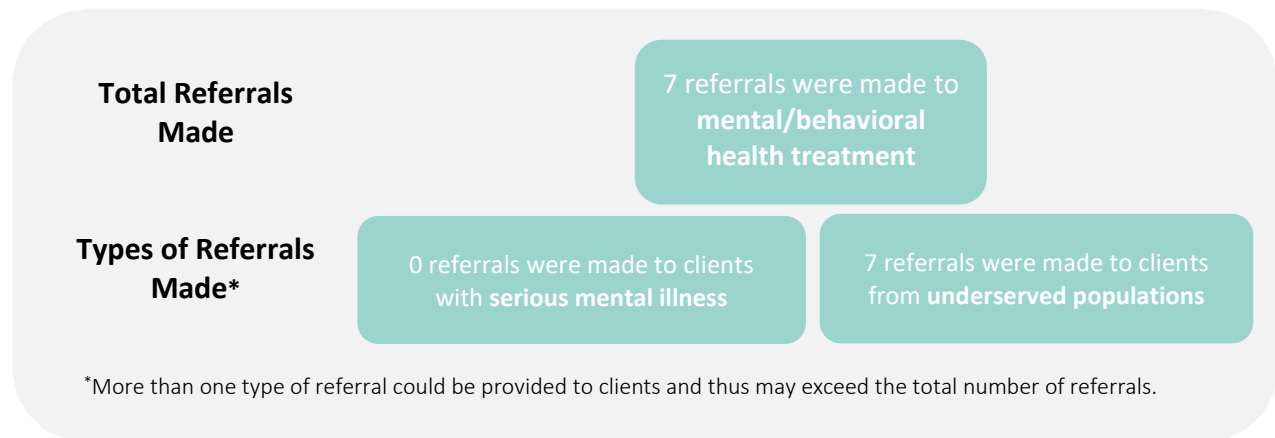 Total Referrals
Made
7 referrals were made to
mental/behavioral
health treatment
Types of Referrals
Made*
0 referrals were made to clients
with serious mental illness
7 referrals were made to clients
from underserved populations
*More than one type of referral could be provided to clients and thus may exceed the total number of referrals.